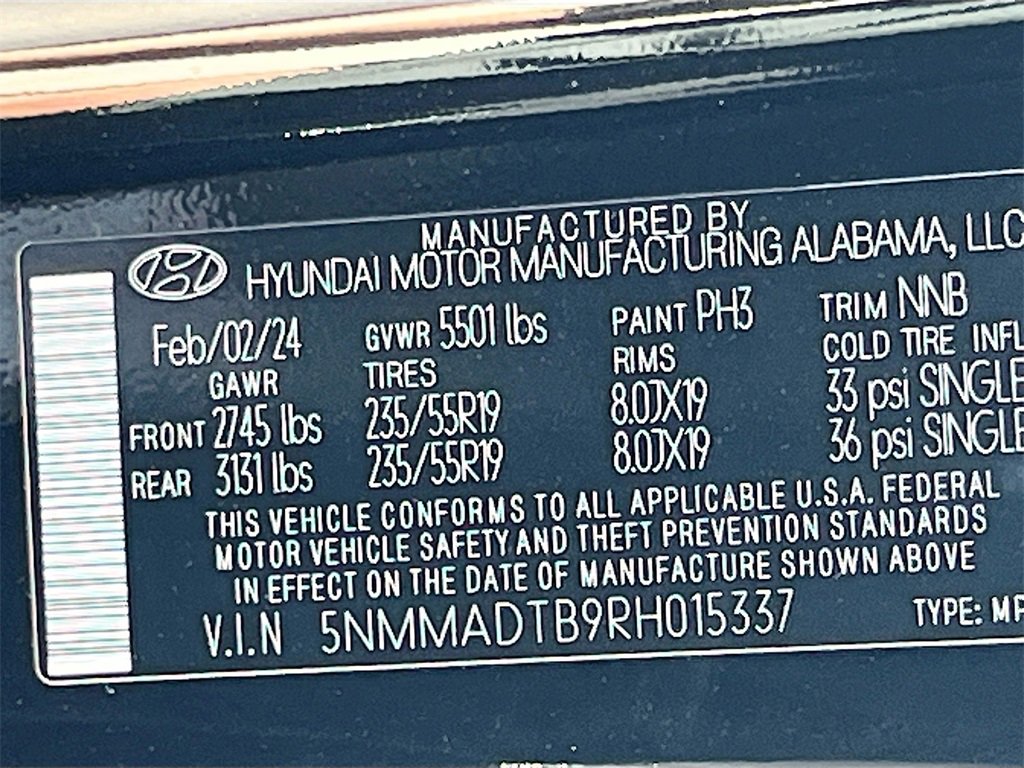 MANUFACTURED BY
HYUNDAI MOTOR MANUFACTURING ALABAMA, LLC
Feb/02/24 GVWR 5501 lbs PAINT PH3 TRIM NNB
GAWR TIRES RIMS COLD TIRE INFL
FRONT 2745 lbs 235/55R19 8.0JX19 33 psi SINGLE
REAR 3131 lbs 235/55R19 8.0JX19 36 psi SINGLE
THIS VEHICLE CONFORMS TO ALL APPLICABLE U.S.A. FEDERAL
MOTOR VEHICLE SAFETY AND THEFT PREVENTION STANDARDS
IN EFFECT ON THE DATE OF MANUFACTURE SHOWN ABOVE
V.I.N 5NMMADTB9RH015337 TYPE: MP